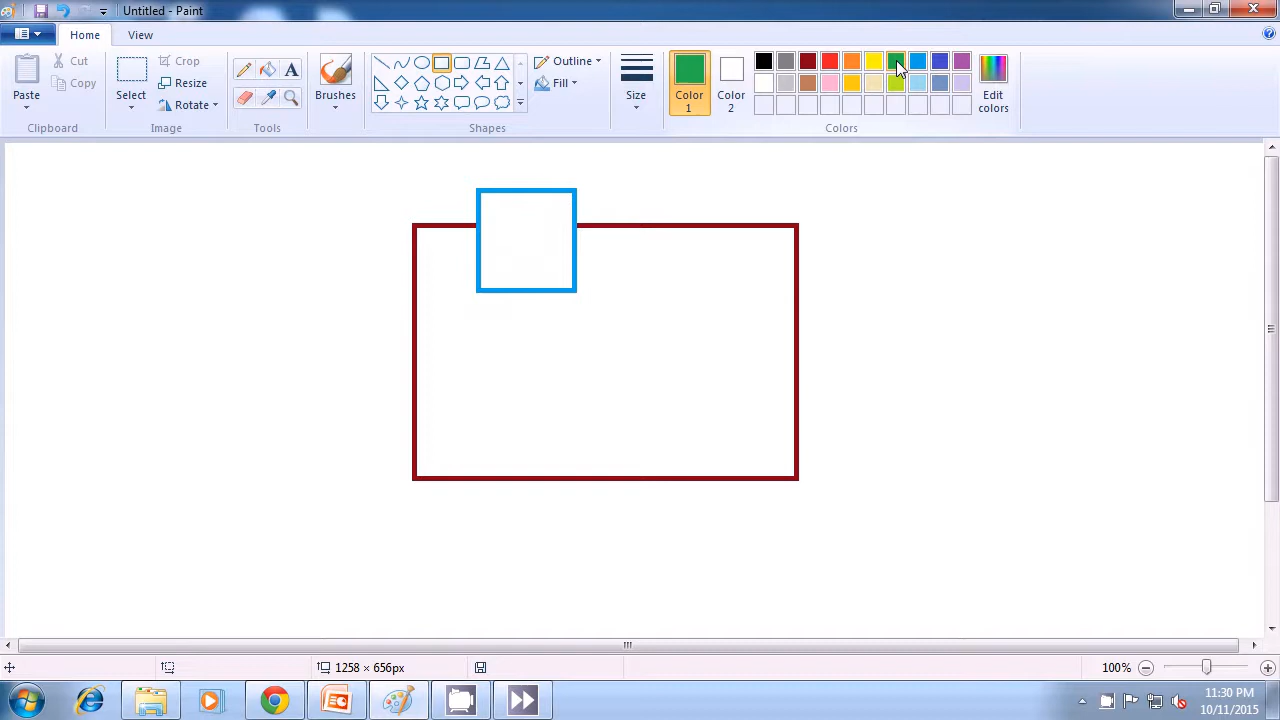 Untitled - Paint
Home View
Paste
Cut
Copy
Clipboard
Select
Crop
Resize
Rotate
Image
A
Tools
Brushes
Shapes
Outline
Fill
Size
Color 1
Color 2
Edit colors
Colors
1258 × 656px
100%
11:30 PM
10/11/2015